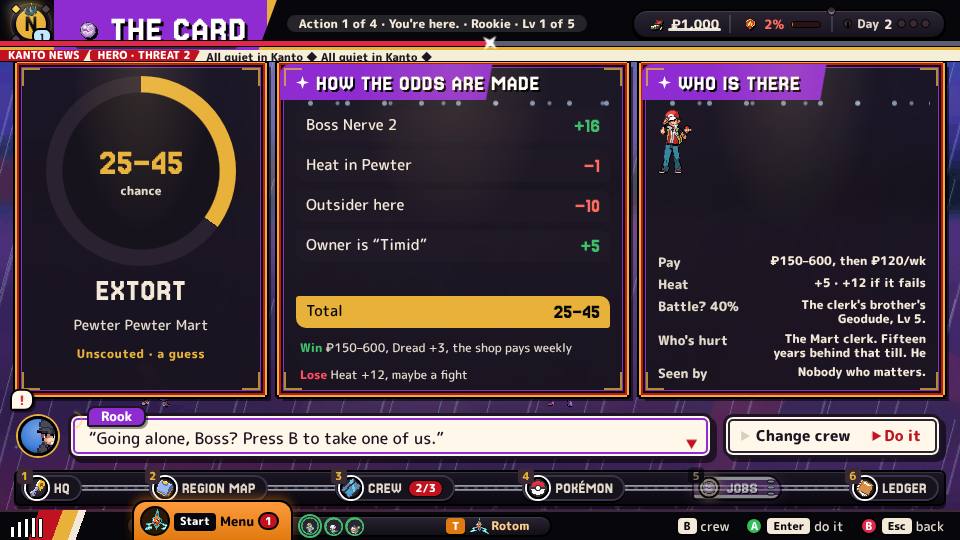 THE CARD
Action 1 of 4 · You're here. · Rookie · Lv 1 of 5
₽1,000
2%
Day 2
1
KANTO NEWS
HERO · THREAT 2
All quiet in Kanto ◆ All quiet in Kanto ◆
25–45
chance
EXTORT
Pewter Pewter Mart
Unscouted · a guess
HOW THE ODDS ARE MADE
Boss Nerve 2 +16
Heat in Pewter –1
Outsider here –10
Owner is “Timid” +5
Total 25–45
Win ₽150–600, Dread +3, the shop pays weekly
Lose Heat +12, maybe a fight
WHO IS THERE
Pay ₽150–600, then ₽120/wk
Heat +5 · +12 if it fails
Battle? 40% The clerk's brother's
Geodude, Lv 5.
Who's hurt The Mart clerk. Fifteen
years behind that till. He
Seen by Nobody who matters.
!
Rook
“Going alone, Boss? Press B to take one of us.”
Change crew
Do it
1 HQ
2 REGION MAP
3 CREW 2/3
4 POKÉMON
5 JOBS
6 LEDGER
Start Menu 1
T Rotom
B crew
A Enter do it
B Esc back